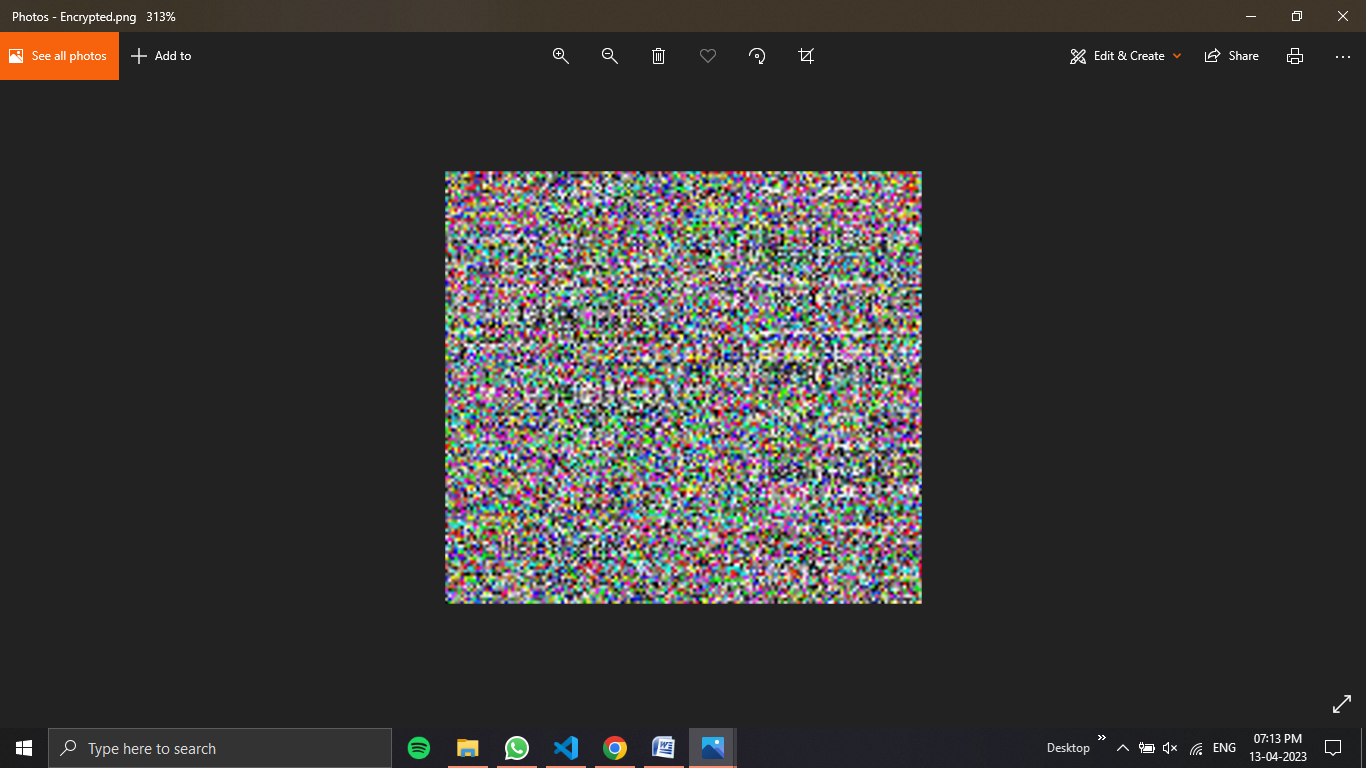 Photos - Encrypted.png 313%
See all photos
Add to
Edit & Create
Share
Type here to search
Desktop
ENG
07:13 PM
13-04-2023